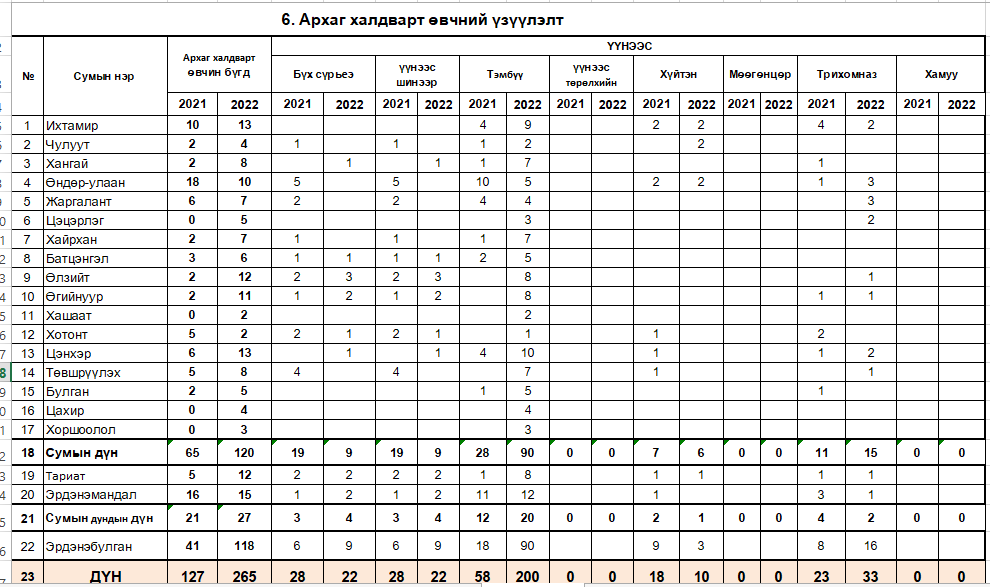 6. Архаг халдварт өвчний үзүүлэлт
№ Сумын нэр Архаг халдварт өвчин бүгд ҮҮНЭЭС
Бүх сүрьеэ үүнээс шинээр Тэмбүү үүнээс төрөлхийн Хүйтэн Мөөгөнцөр Трихомназ Хамуу
2021 2022 2021 2022 2021 2022 2021 2022 2021 2022 2021 2022 2021 2022 2021 2022 2021 2022
1 Ихтамир 10 13 4 9 2 2 4 2
2 Чулуут 2 4 1 1 1 2 2
3 Хангай 2 8 1 1 1 7 1
4 Өндөр-улаан 18 10 5 5 10 5 2 2 1 3
5 Жаргалант 6 7 2 2 4 4 3
6 Цэцэрлэг 0 5 3 2
7 Хайрхан 2 7 1 1 1 7
8 Батцэнгэл 3 6 1 1 1 1 2 5
9 Өлзийт 2 12 2 3 2 3 8 1
10 Өгийнуур 2 11 1 2 1 2 8 1 1
11 Хашаат 0 2 2
12 Хотонт 5 2 2 1 2 1 1 1 2
13 Цэнхэр 6 13 1 1 4 10 1 1 2
14 Төвшрүүлэх 5 8 4 4 7 1 1
15 Булган 2 5 1 5 1
16 Цахир 0 4 4
17 Хоршоолол 0 3 3
18 Сумын дүн 65 120 19 9 19 9 28 90 0 0 7 6 0 0 11 15 0 0
19 Тариат 5 12 2 2 2 2 1 8 1 1 1 1
20 Эрдэнэмандал 16 15 1 2 1 2 11 12 1 3 1
21 Сумын дундын дүн 21 27 3 4 3 4 12 20 0 0 2 1 0 0 4 2 0 0
22 Эрдэнэбулган 41 118 6 9 6 9 18 90 9 3 8 16
23 ДҮН 127 265 28 22 28 22 58 200 0 0 18 10 0 0 23 33 0 0